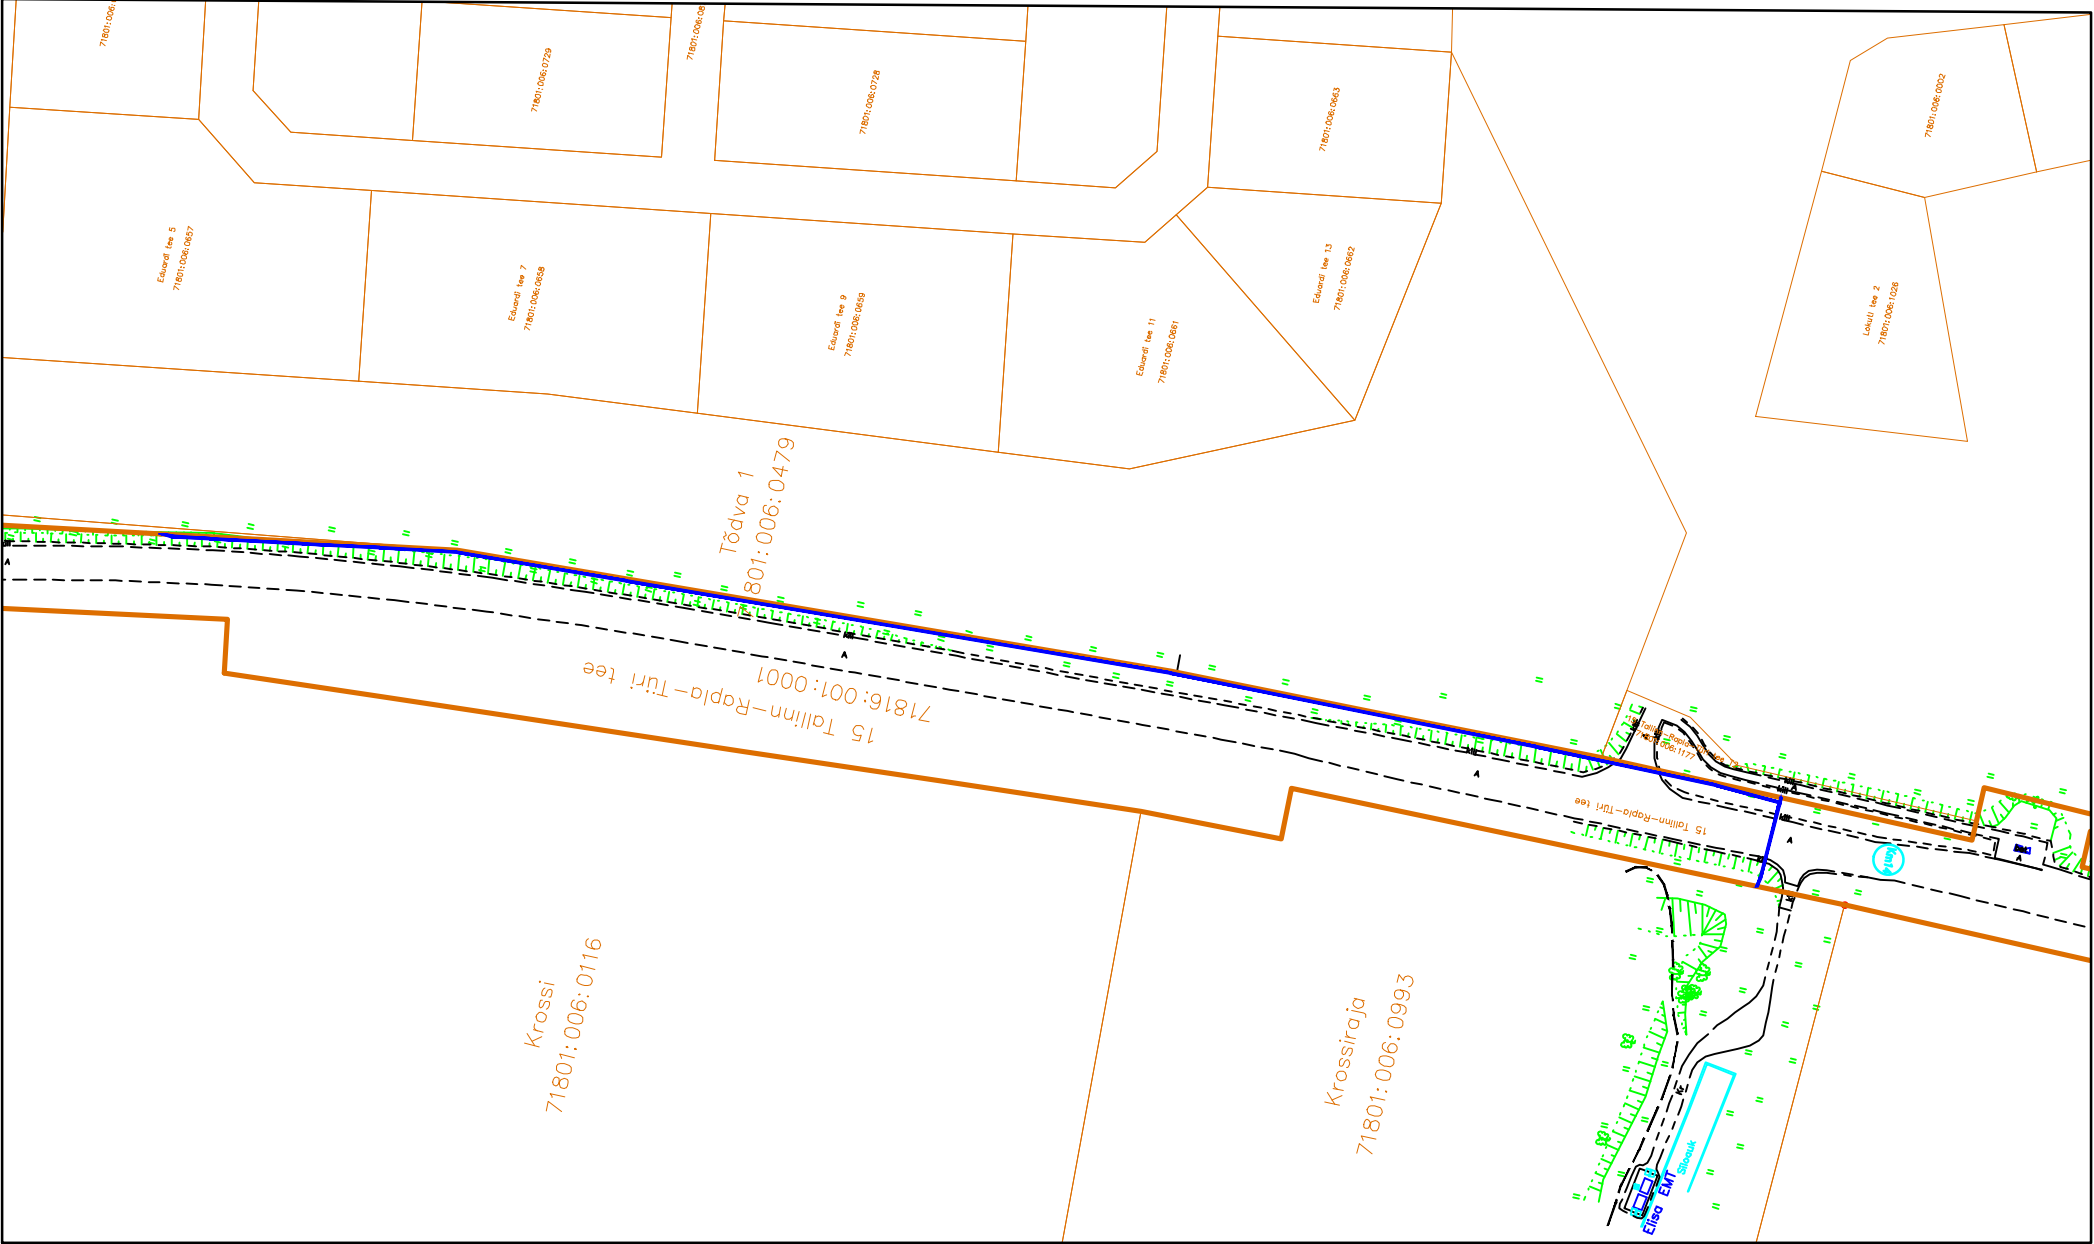 71801:006:0729
71801:006:0728
71801:006:0663
71801:006:0002
Eduardi tee 5
71801:006:0657
Eduardi tee 7
71801:006:0658
Eduardi tee 9
71801:006:0659
Eduardi tee 11
71801:006:0661
Eduardi tee 13
71801:006:0662
Lokuti tee 2
71801:006:1026
Tõdva 1
801:006:0479
15 Tallinn-Rapla-Türi tee
71816:001:0001
15 Tallinn-Rapla-Türi tee
Krossi
71801:006:0116
Krossiraja
71801:006:0993
A
A
A
A
A
A
Kr
Siloauk
Elisa EMT